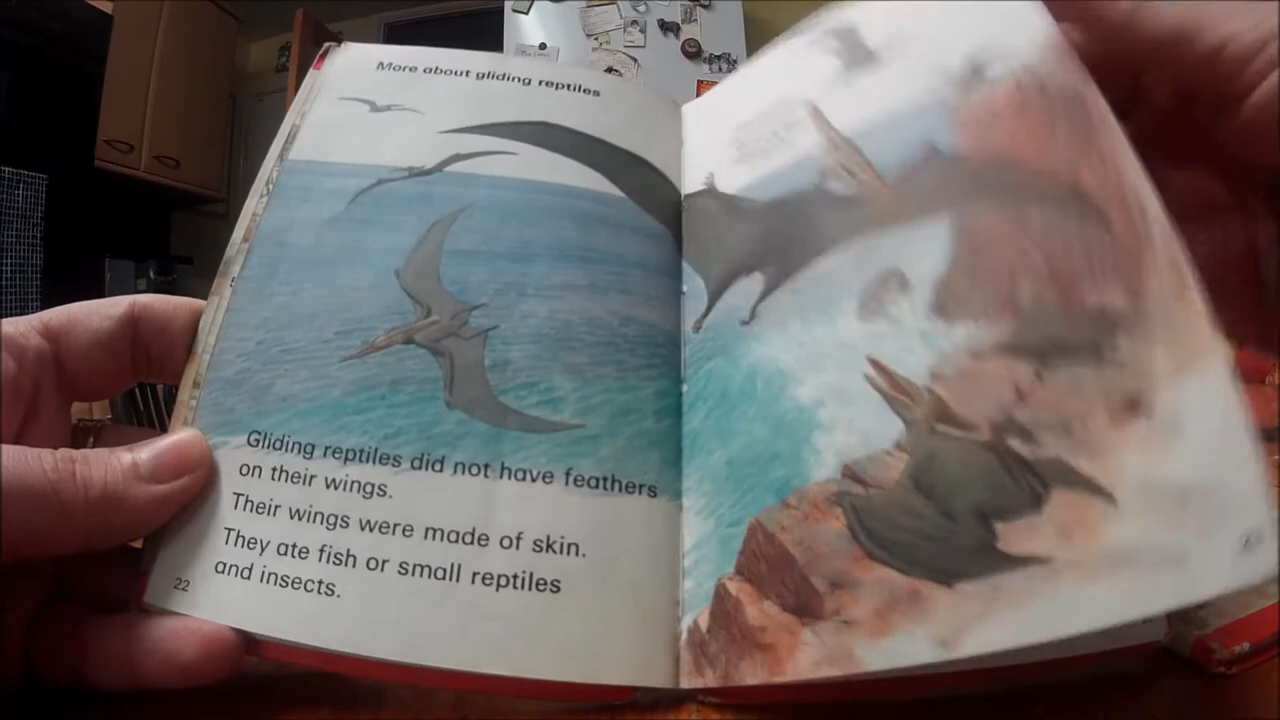 More about gliding reptiles
Gliding reptiles did not have feathers
on their wings.
Their wings were made of skin.
They ate fish or small reptiles
and insects.
22